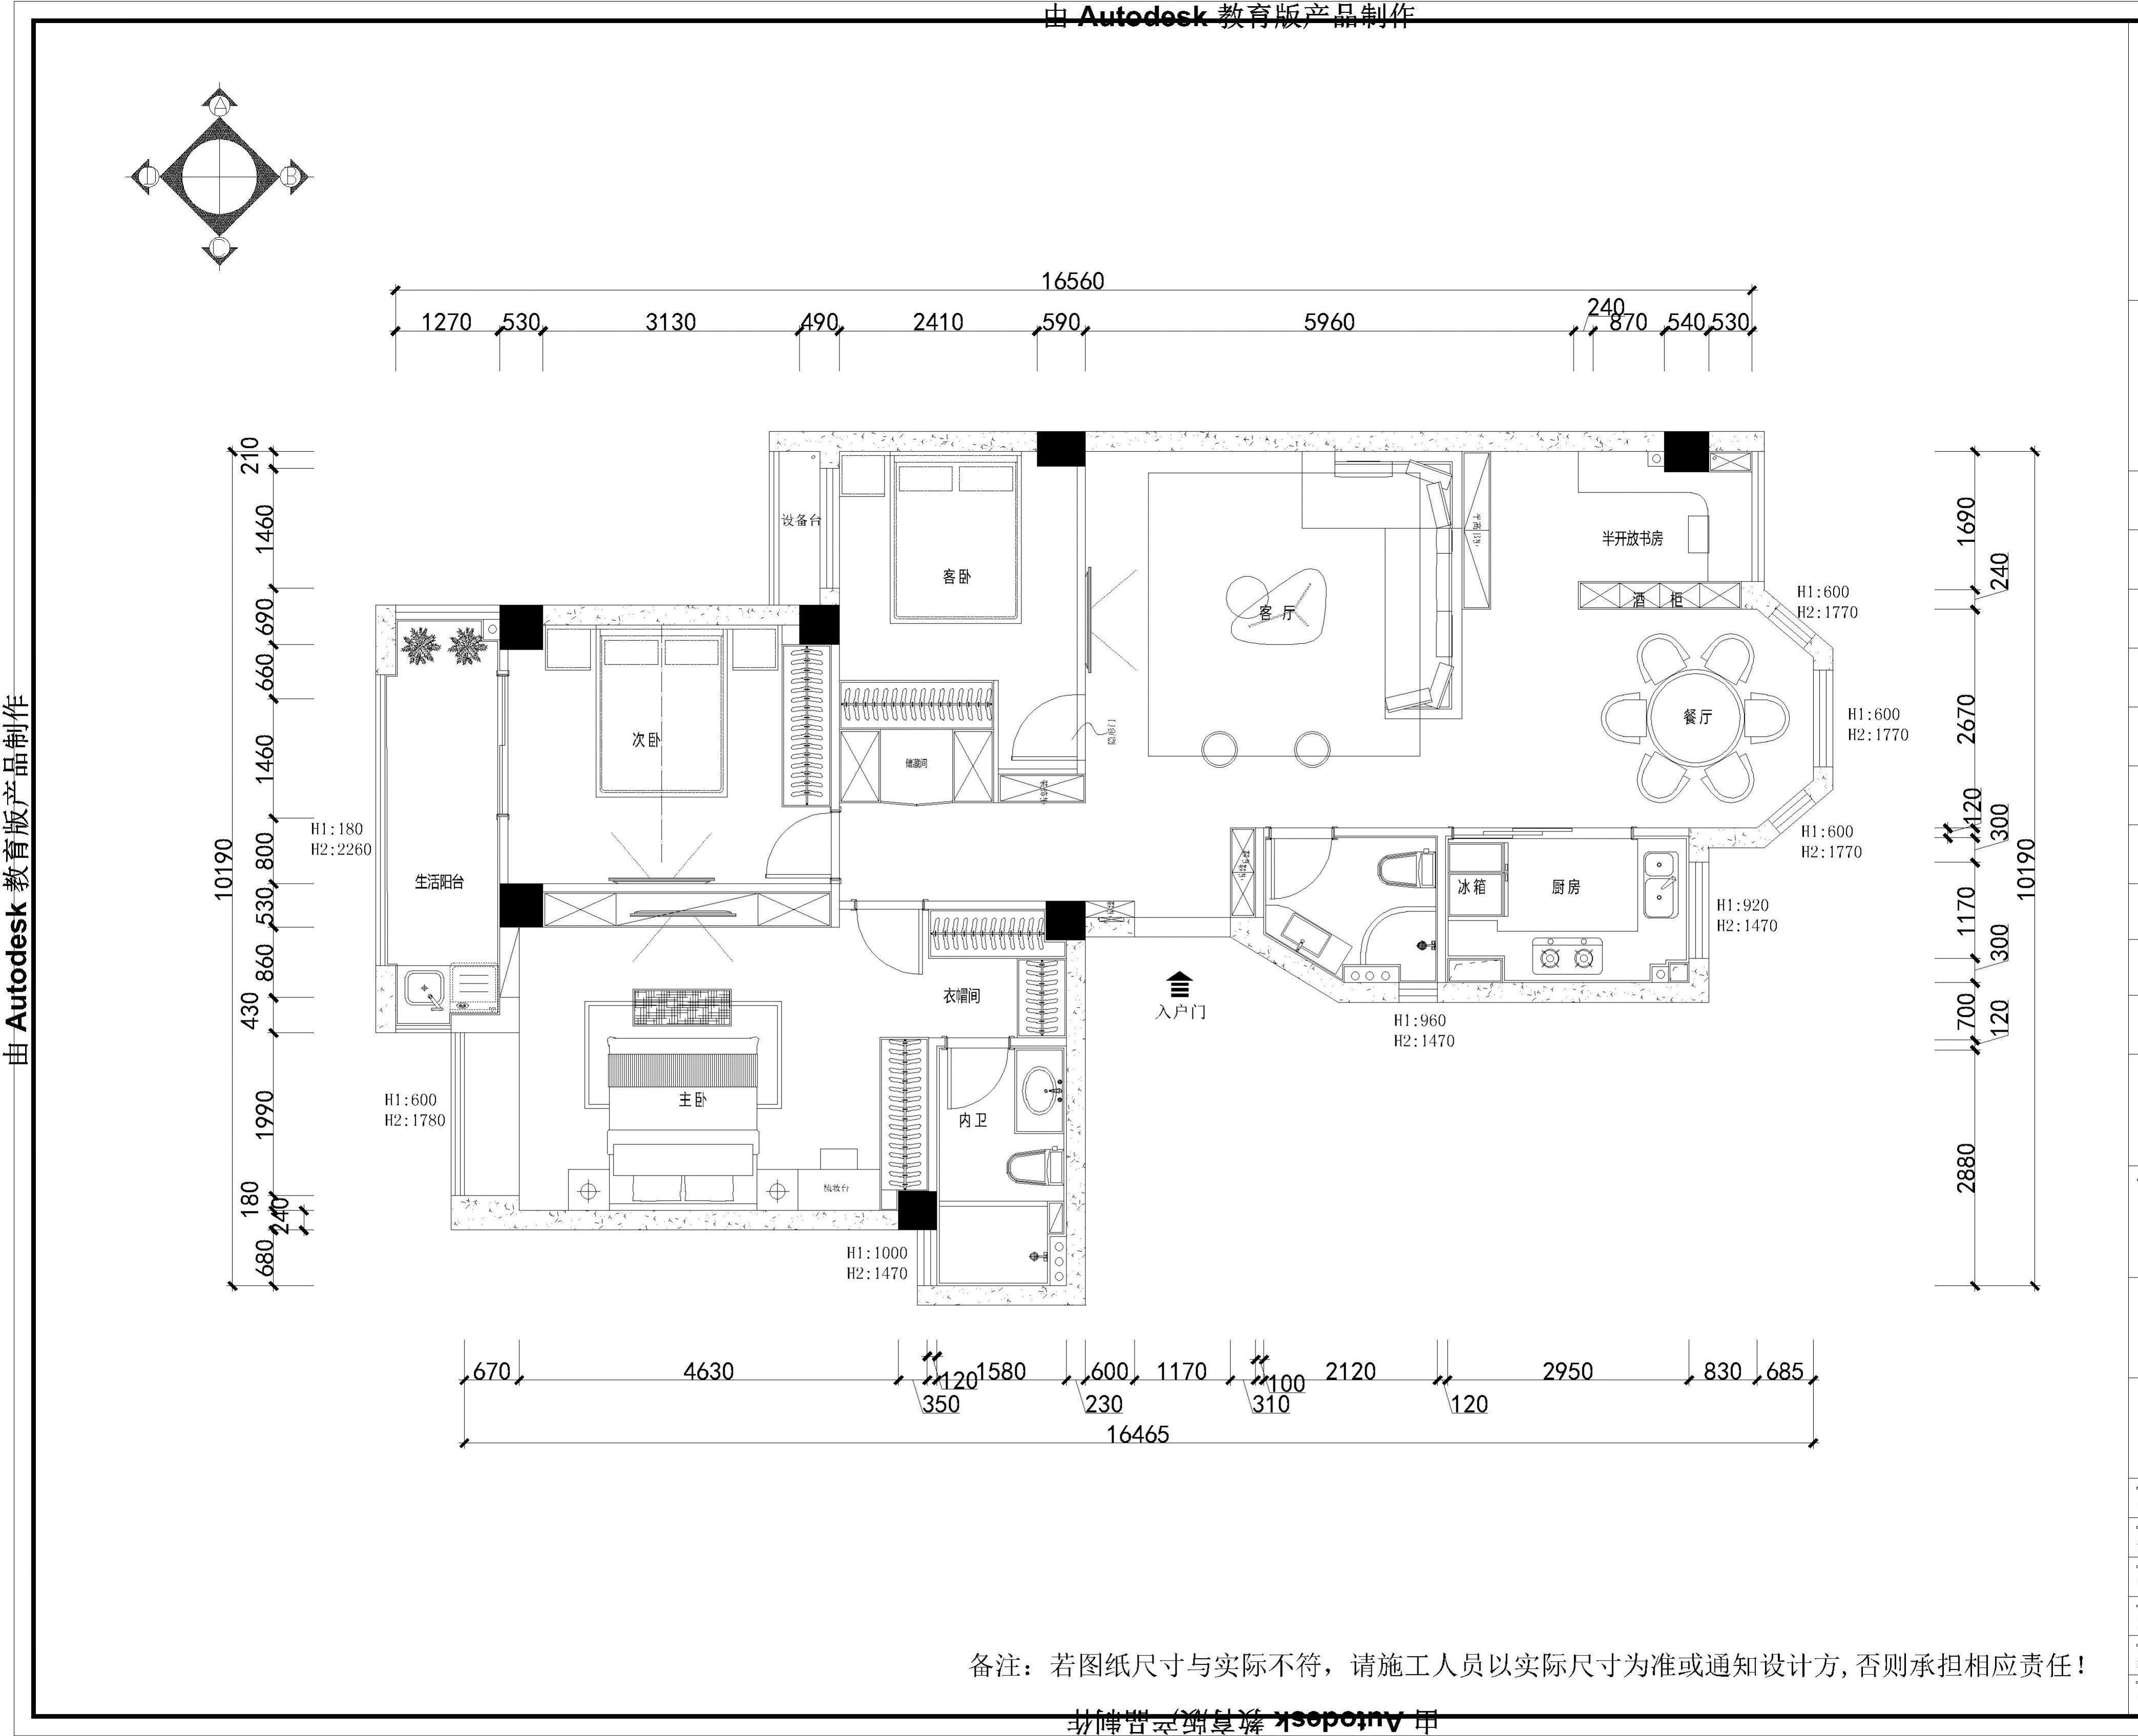 由 Autodesk 教育版产品制作
由 Autodesk 教育版产品制作
A
D
B
C
16560
1270
530
3130
490
2410
590
5960
240
870
540
530
210
1460
690
660
1460
800
530
860
430
1990
180
240
680
10190
1690
240
2670
120
300
1170
300
700
120
2880
10190
设备台
客卧
客厅
半开放书房
酒柜
H1:600
H2:1770
次卧
储藏间
隐形门
餐厅
H1:600
H2:1770
H1:180
H2:2260
生活阳台
H1:600
H2:1770
冰箱
厨房
H1:920
H2:1470
衣帽间
入户门
H1:960
H2:1470
H1:600
H2:1780
主卧
内卫
梳妆台
H1:1000
H2:1470
670
4630
350
120
1580
230
600
1170
310
100
2120
120
2950
830
685
16465
备注：若图纸尺寸与实际不符，请施工人员以实际尺寸为准或通知设计方,否则承担相应责任！
由 Autodesk 教育版产品制作